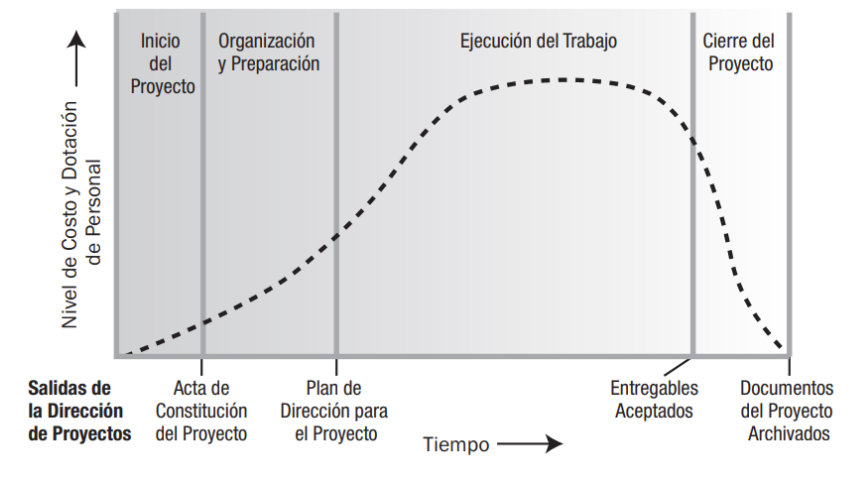 Inicio
del
Proyecto
Organización
y Preparación
Ejecución del Trabajo
Cierre del
Proyecto
Nivel de Costo y Dotación
de Personal
Salidas de
la Dirección
de Proyectos
Acta de
Constitución
del Proyecto
Plan de
Dirección para
el Proyecto
Tiempo
Entregables
Aceptados
Documentos
del Proyecto
Archivados